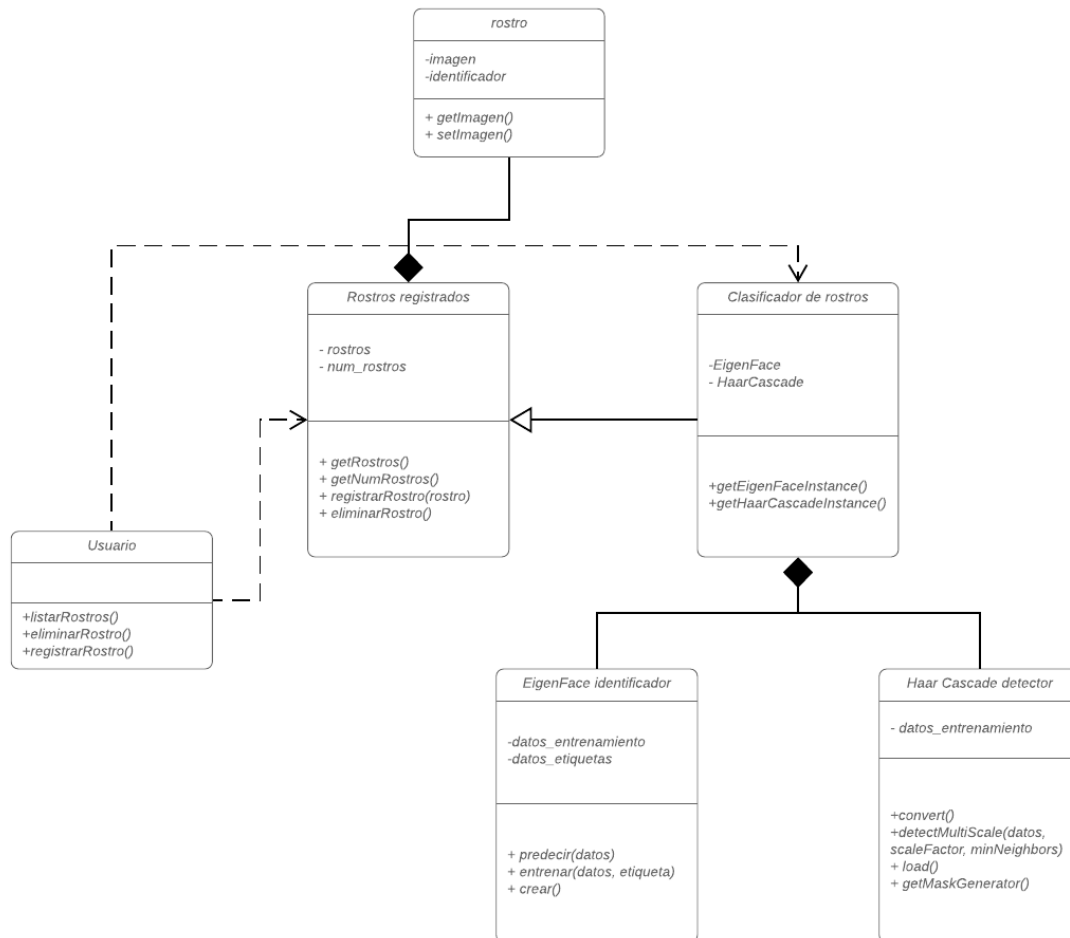 rostro
-imagen
-identificador
+ getImagen()
+ setImagen()
Rostros registrados
- rostros
- num_rostros
+ getRostros()
+ getNumRostros()
+ registrarRostro(rostro)
+ eliminarRostro()
Clasificador de rostros
-EigenFace
- HaarCascade
+getEigenFaceInstance()
+getHaarCascadeInstance()
Usuario
+listarRostros()
+eliminarRostro()
+registrarRostro()
EigenFace identificador
-datos_entrenamiento
-datos_etiquetas
+ predecir(datos)
+ entrenar(datos, etiqueta)
+ crear()
Haar Cascade detector
- datos_entrenamiento
+convert()
+detectMultiScale(datos,
scaleFactor, minNeighbors)
+ load()
+ getMaskGenerator()